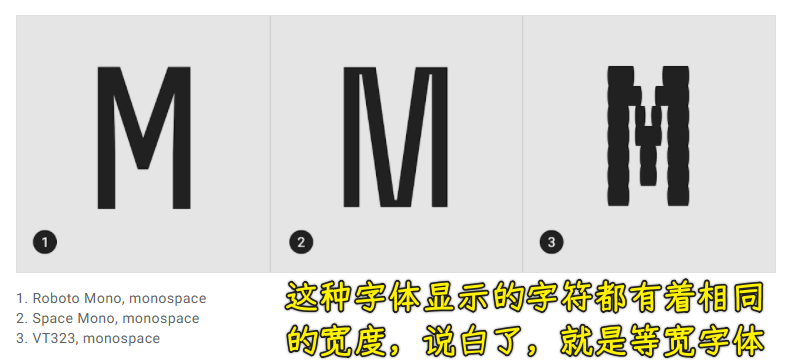 M M M
1 2 3
1. Roboto Mono, monospace
2. Space Mono, monospace
3. VT323, monospace
这种字体显示的字符都有着相同
的宽度，说白了，就是等宽字体